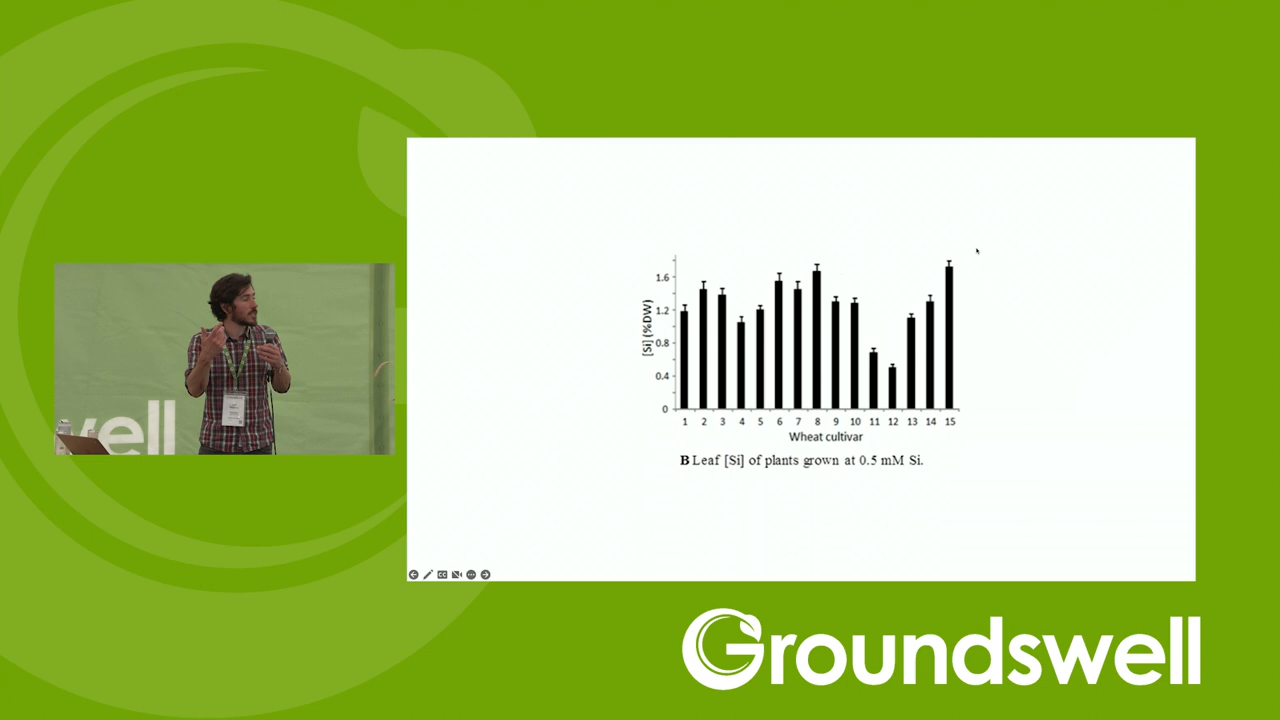 well
1.6
1.2
0.8
0.4
0
[Si] (%DW)
1 2 3 4 5 6 7 8 9 10 11 12 13 14 15
Wheat cultivar
B Leaf [Si] of plants grown at 0.5 mM Si.
CC
Groundswell